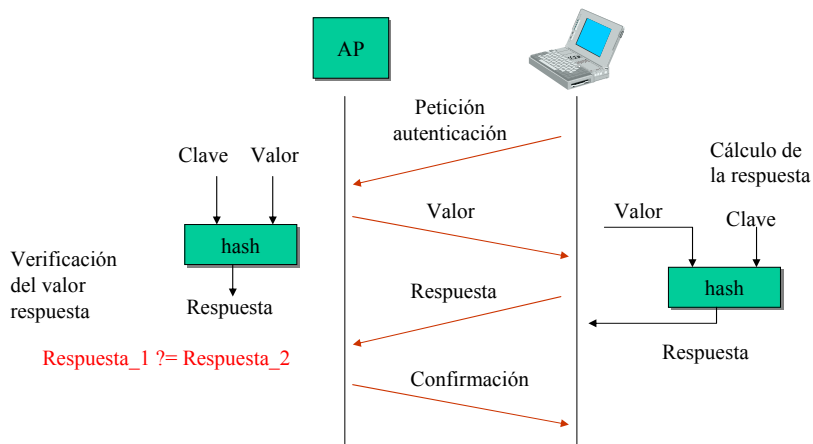 AP
Petición
autenticación
Clave Valor
Cálculo de
la respuesta
Valor
Valor
Clave
hash
Verificación
del valor
respuesta
Respuesta
Respuesta
hash
Respuesta_1 ?= Respuesta_2
Respuesta
Confirmación